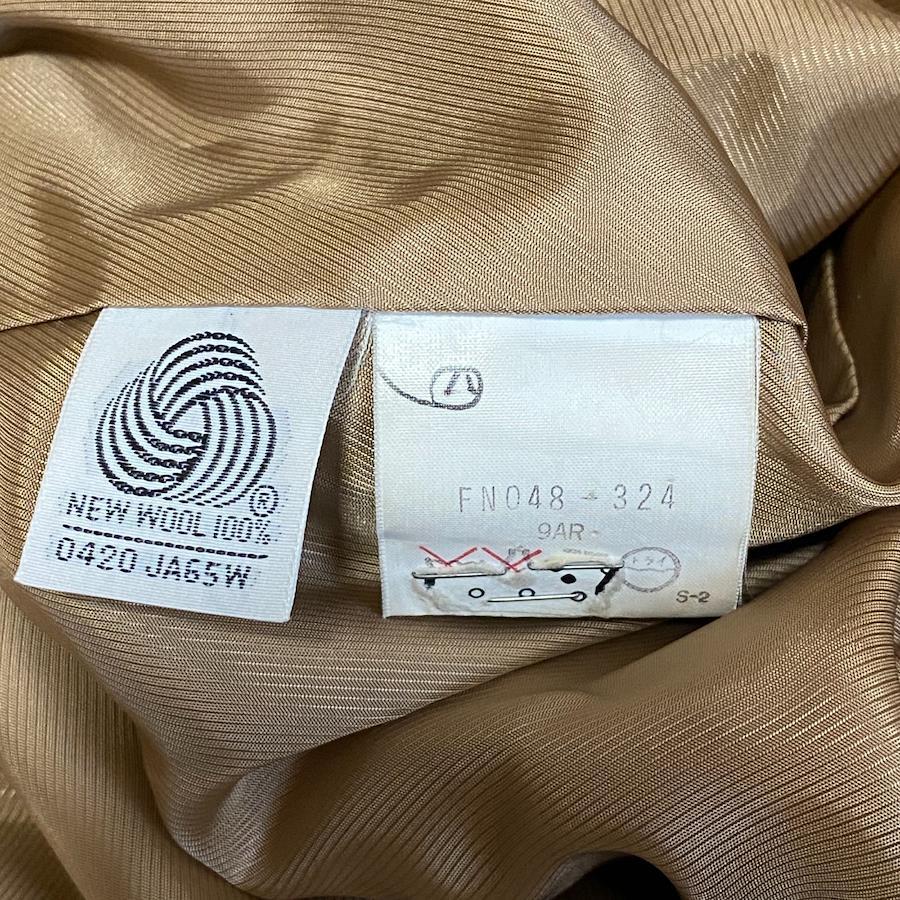 NEW WOOL 100%
0420 JA65W
FN048-324
9AR-
ドライ
S-2